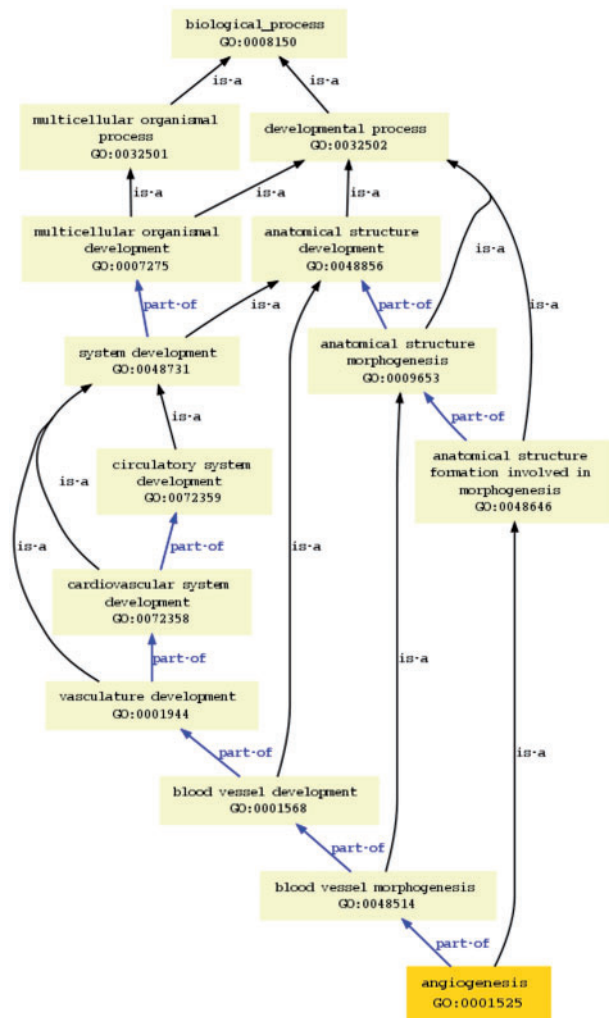 biological_process
GO:0008150
is-a
is-a
multicellular organismal
process
GO:0032501
developmental process
GO:0032502
is-a
is-a
is-a
multicellular organismal
development
GO:0007275
anatomical structure
development
GO:0048856
is-a
part-of
is-a
part-of
system development
GO:0048731
anatomical structure
morphogenesis
GO:0009653
is-a
part-of
circulatory system
development
GO:0072359
anatomical structure
formation involved in
morphogenesis
GO:0048646
is-a
part-of
is-a
is-a
cardiovascular system
development
GO:0072358
part-of
is-a
vasculature development
GO:0001944
part-of
is-a
blood vessel development
GO:0001568
part-of
blood vessel morphogenesis
GO:0048514
part-of
angiogenesis
GO:0001525